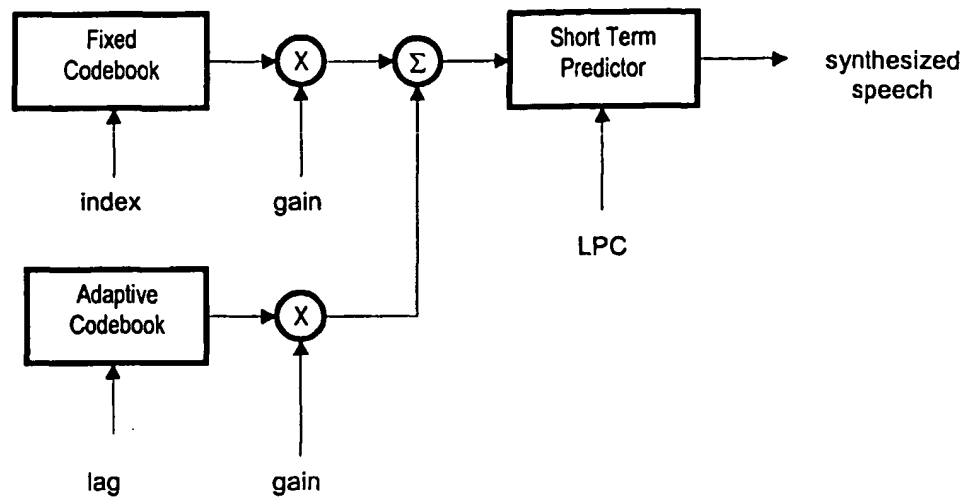 Fixed
Codebook
X
Σ
Short Term
Predictor
synthesized
speech
index
gain
LPC
Adaptive
Codebook
X
lag
gain